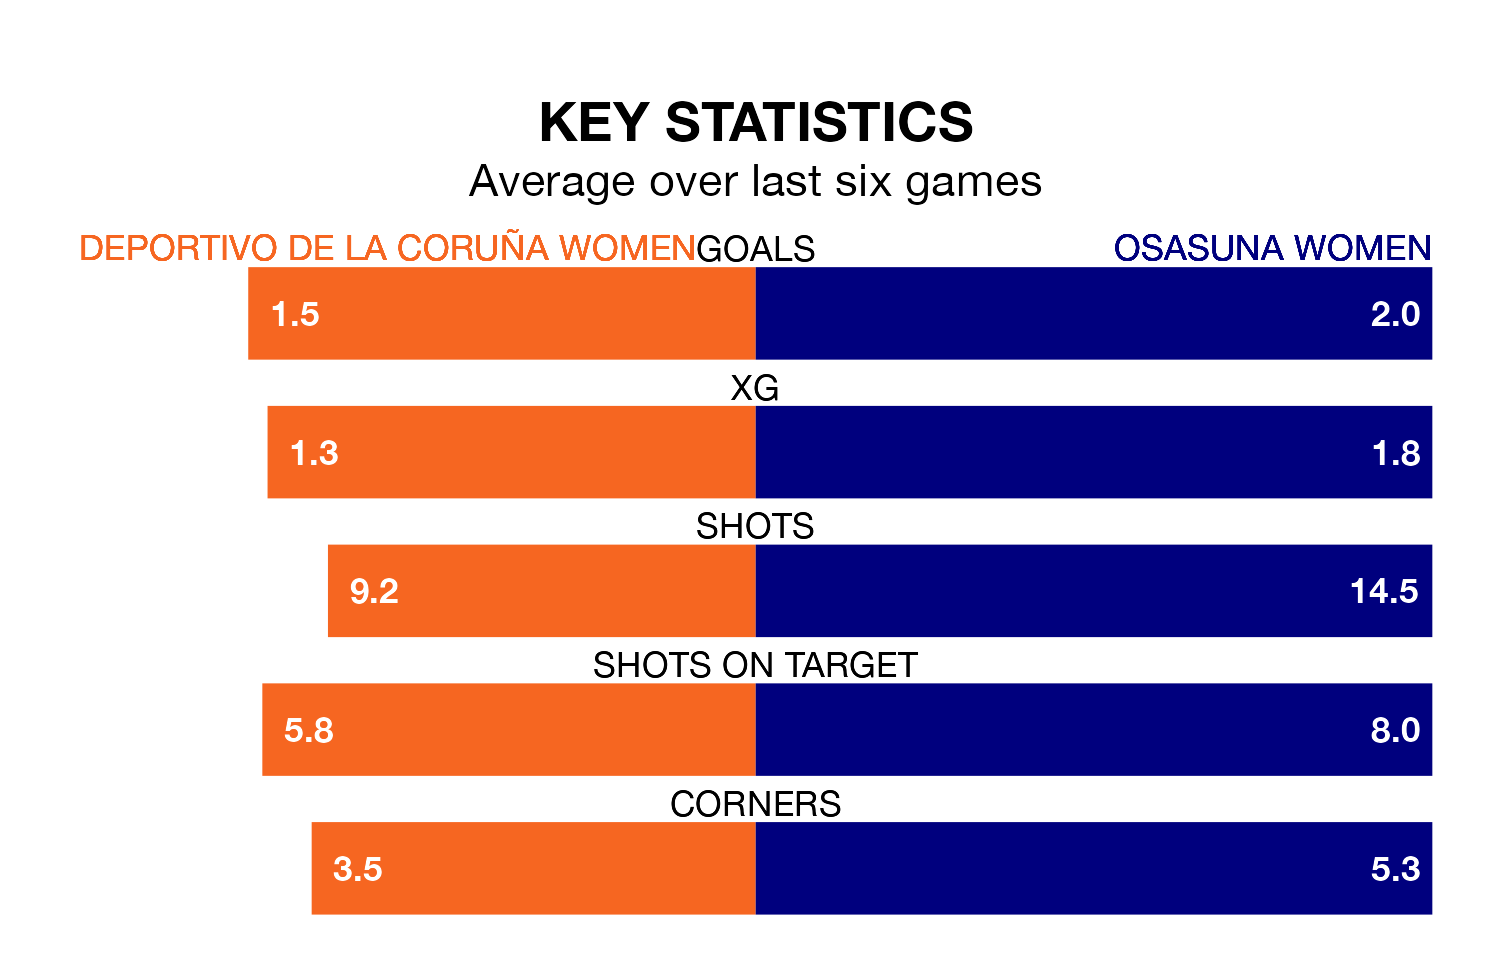 KEY STATISTICS
Average over last six games
DEPORTIVO DE LA CORUÑA WOMEN GOALS OSASUNA WOMEN
1.5 2.0
XG
1.3 1.8
SHOTS
9.2 14.5
SHOTS ON TARGET
5.8 8.0
CORNERS
3.5 5.3